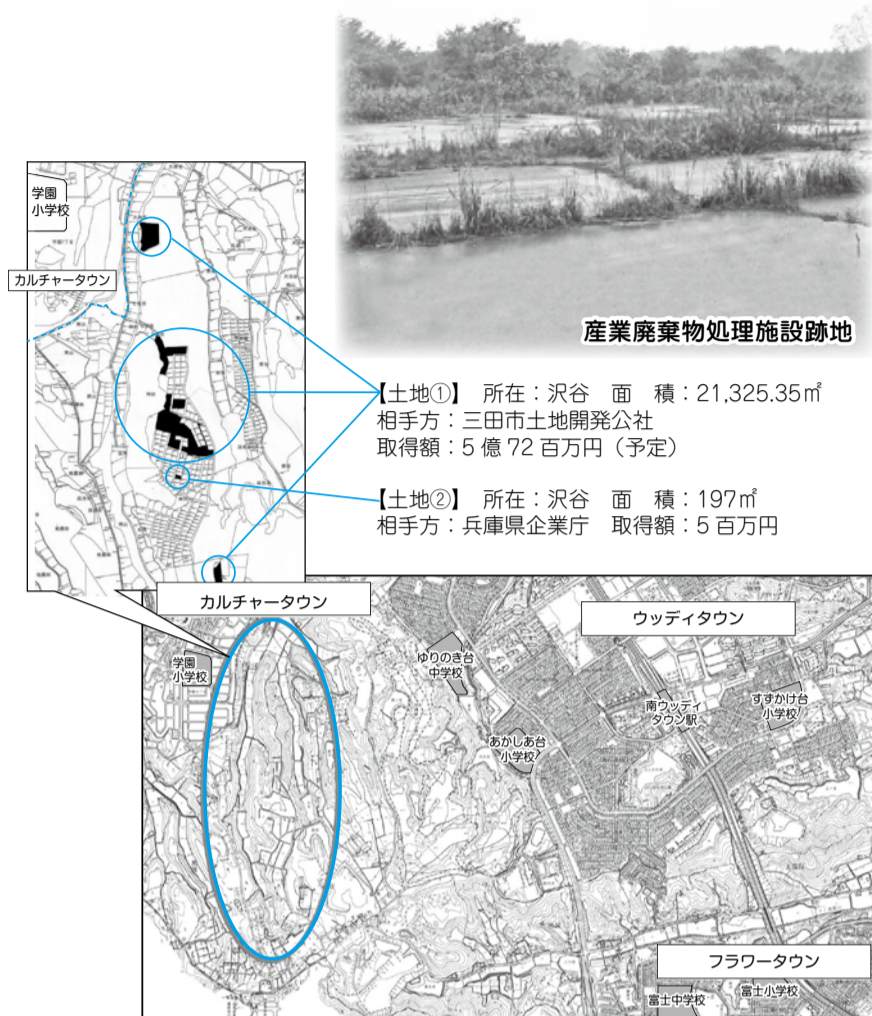 産業廃棄物処理施設跡地
学園
小学校
カルチャータウン
【土地①】 所在：沢谷 面 積：21,325.35㎡
相手方：三田市土地開発公社
取得額：5 億 72 百万円（予定）
【土地②】 所在：沢谷 面 積：197㎡
相手方：兵庫県企業庁 取得額：5 百万円
カルチャータウン
ウッディタウン
学園
小学校
ゆりのき台
中学校
あかしあ台
小学校
南ウッディ
タウン駅
すずかけ台
小学校
フラワータウン
富士中学校
富士小学校